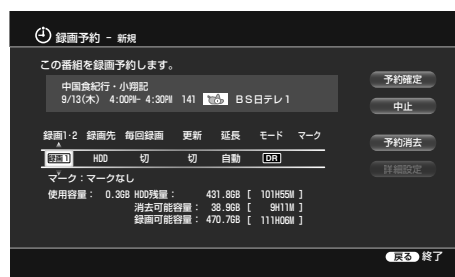 録画予約 - 新規
この番組を録画予約します。
中国食紀行・小翔記
9/13(木) 4:00PM- 4:30PM 141 BS日テレ1
予約確定
中止
予約消去
詳細設定
録画1·2 録画先 毎回録画 更新 延長 モード マーク
録画1 HDD 切 切 自動 DR
マーク：マークなし
使用容量： 0.3GB HDD残量： 431.8GB [ 101H55M ]
消去可能容量： 38.9GB [ 9H11M ]
録画可能容量： 470.7GB [ 111H06M ]
戻る 終了